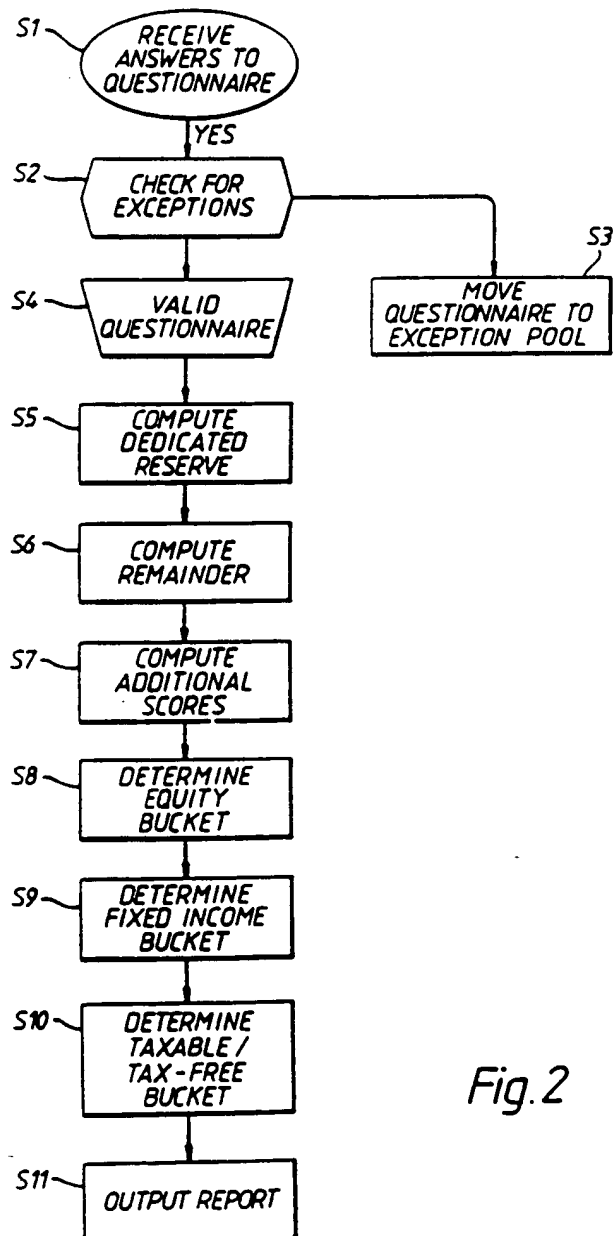 S1
RECEIVE
ANSWERS TO
QUESTIONNAIRE
YES
S2
CHECK FOR
EXCEPTIONS
S3
MOVE
QUESTIONNAIRE TO
EXCEPTION POOL
S4
VALID
QUESTIONNAIRE
S5
COMPUTE
DEDICATED
RESERVE
S6
COMPUTE
REMAINDER
S7
COMPUTE
ADDITIONAL
SCORES
S8
DETERMINE
EQUITY
BUCKET
S9
DETERMINE
FIXED INCOME
BUCKET
S10
DETERMINE
TAXABLE /
TAX-FREE
BUCKET
Fig.2
S11
OUTPUT REPORT